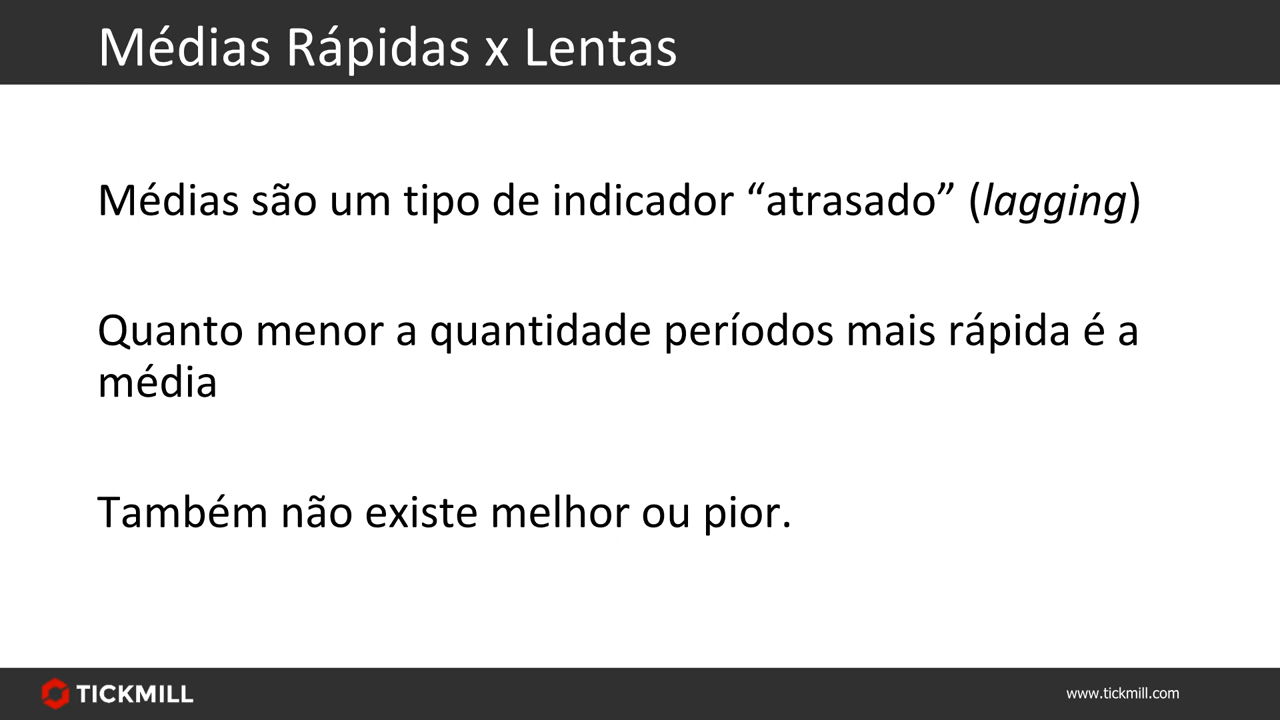 Médias Rápidas x Lentas
Médias são um tipo de indicador “atrasado” (lagging)
Quanto menor a quantidade períodos mais rápida é a
média
Também não existe melhor ou pior.
TICKMILL
www.tickmill.com